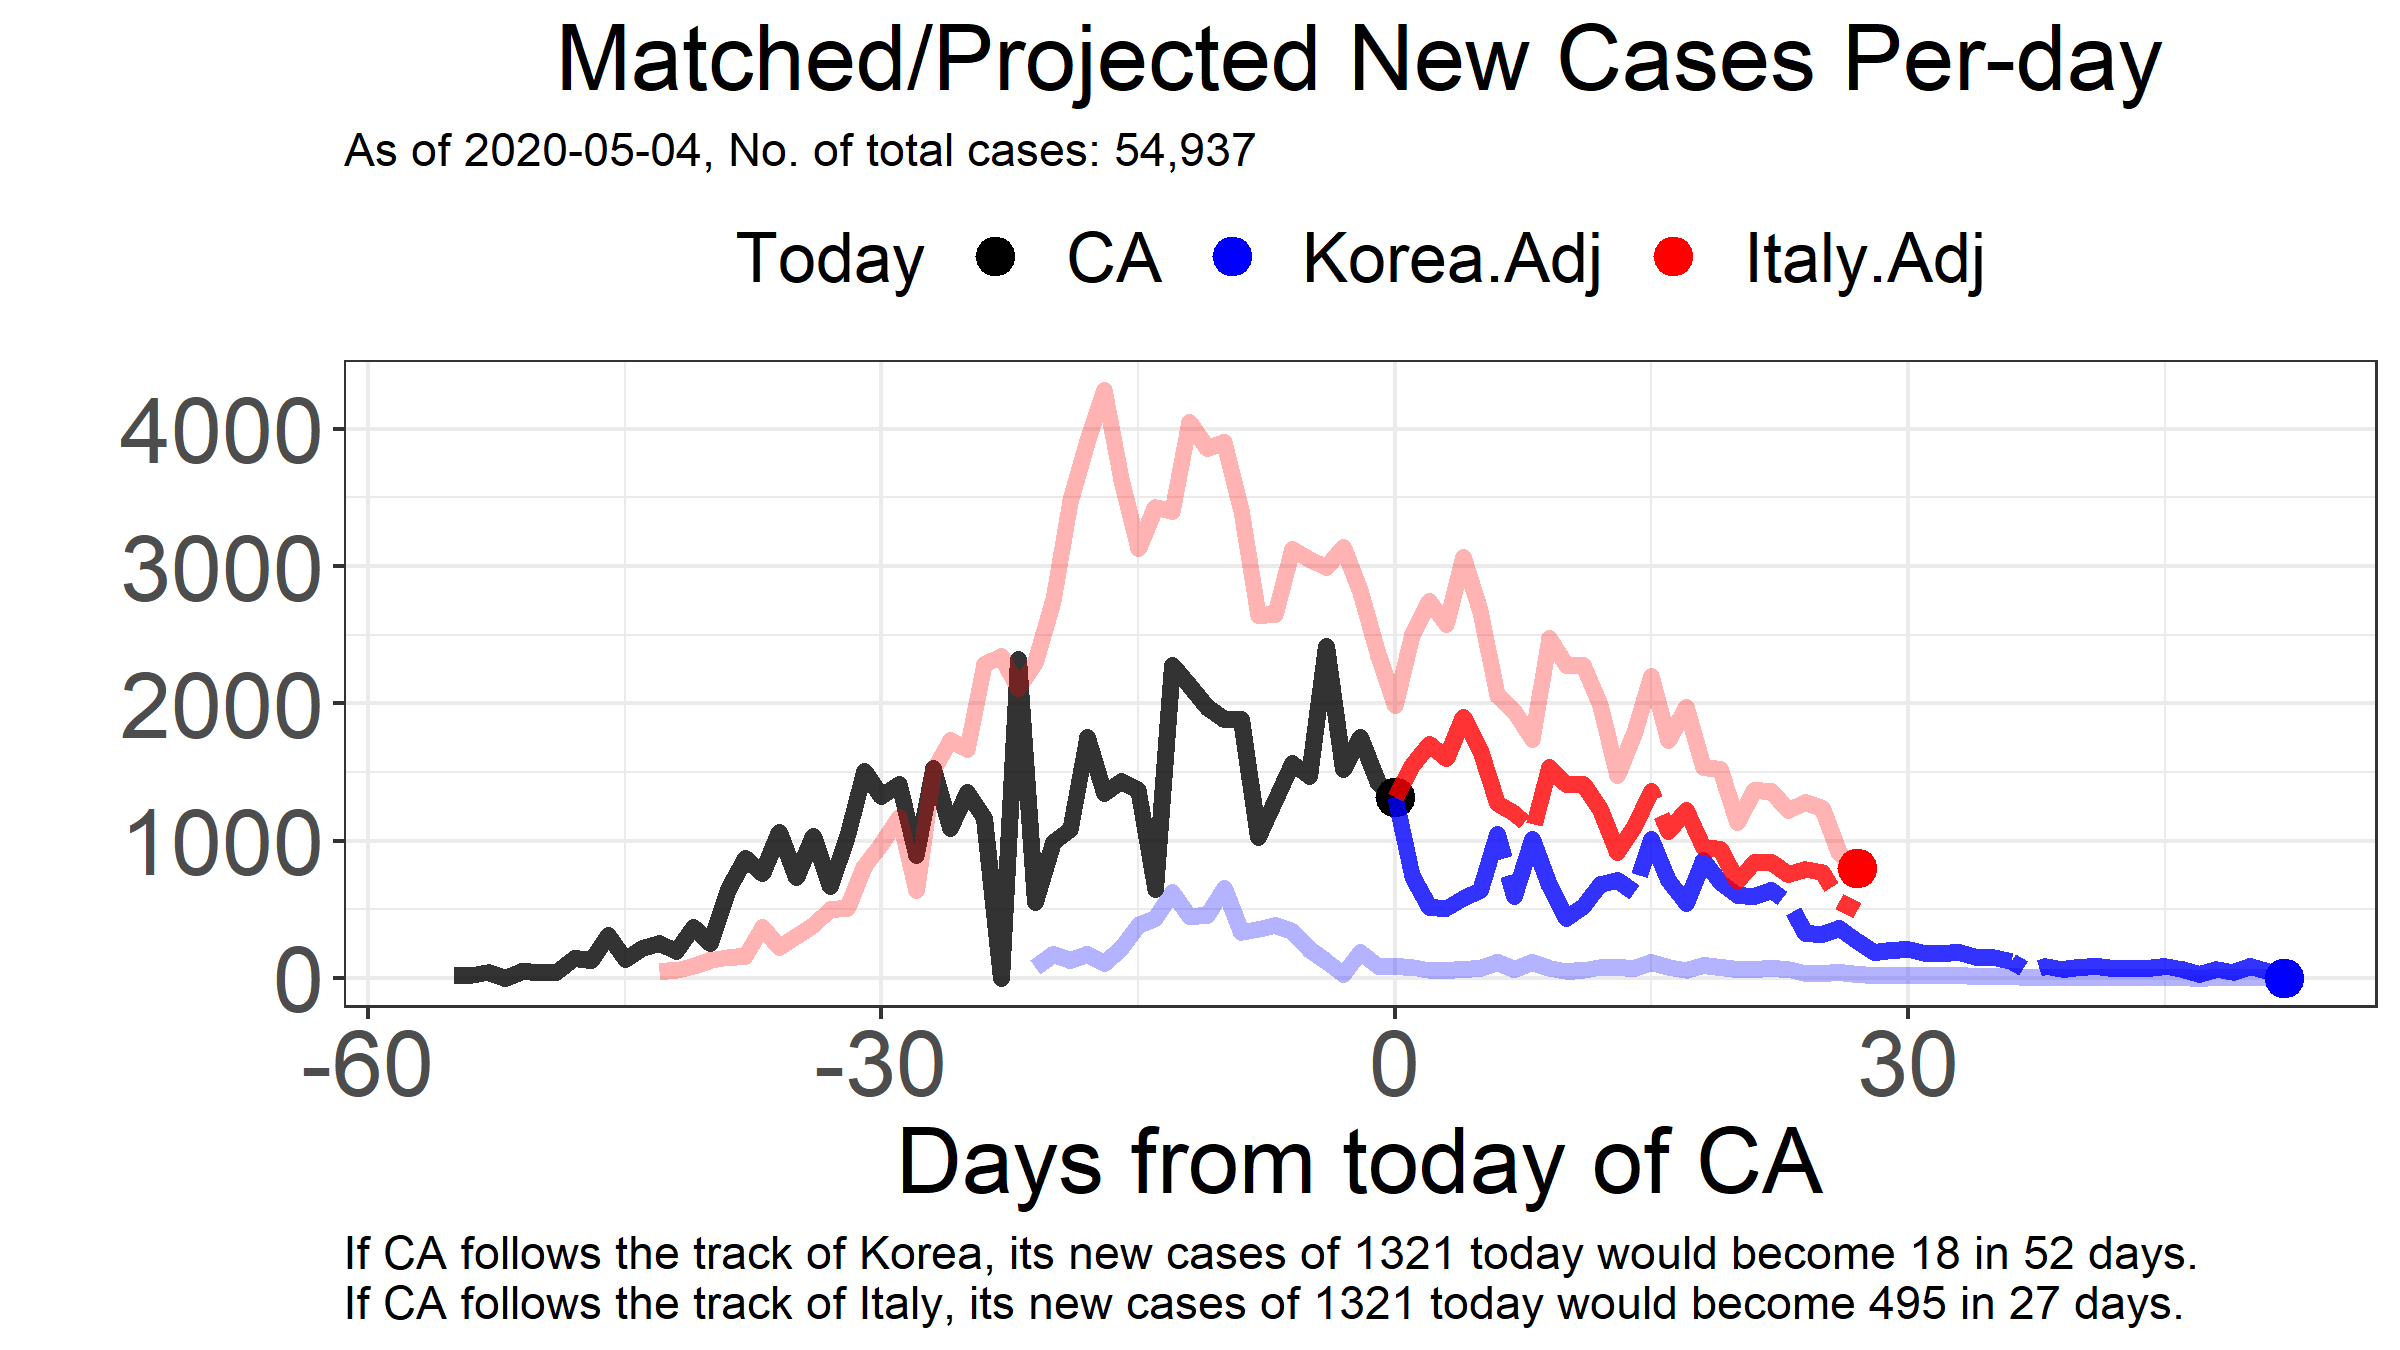 Matched/Projected New Cases Per-day
As of 2020-05-04, No. of total cases: 54,937
Today CA Korea.Adj Italy.Adj
4000
3000
2000
1000
0
-60 -30 0 30
Days from today of CA
If CA follows the track of Korea, its new cases of 1321 today would become 18 in 52 days.
If CA follows the track of Italy, its new cases of 1321 today would become 495 in 27 days.